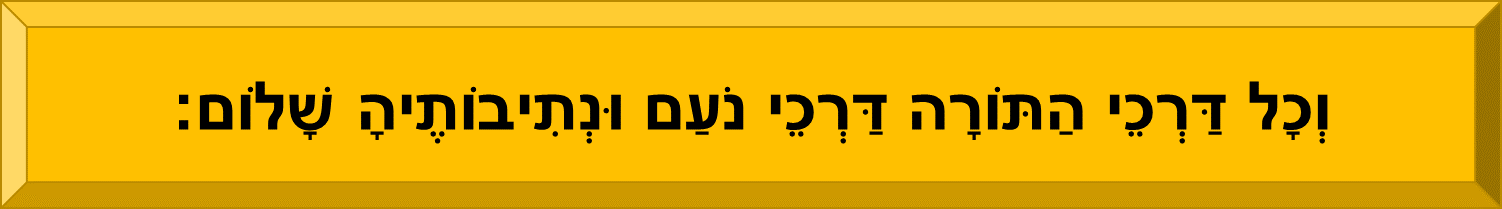 וְכָל דַּרְכֵי הַתּוֹרָה דַּרְכֵי נֹעַם וּנְתִיבוֹתֶיהָ שָׁלוֹם: